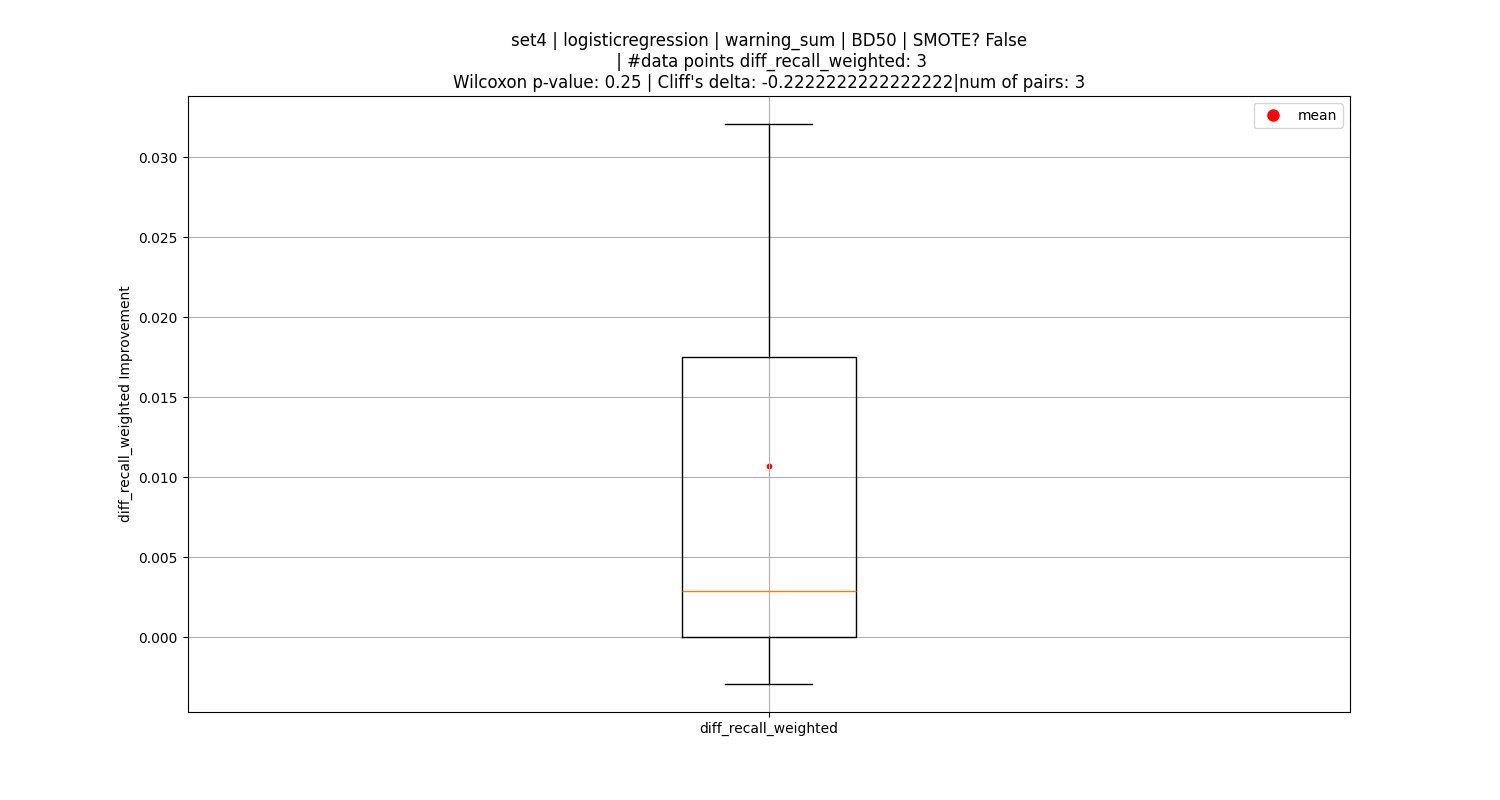 set4 | logisticregression | warning_sum | BD50 | SMOTE? False
| #data points diff_recall_weighted: 3
Wilcoxon p-value: 0.25 | Cliff's delta: -0.2222222222222222|num of pairs: 3
mean
0.030
0.025
0.020
0.015
0.010
0.005
0.000
diff_recall_weighted Improvement
diff_recall_weighted